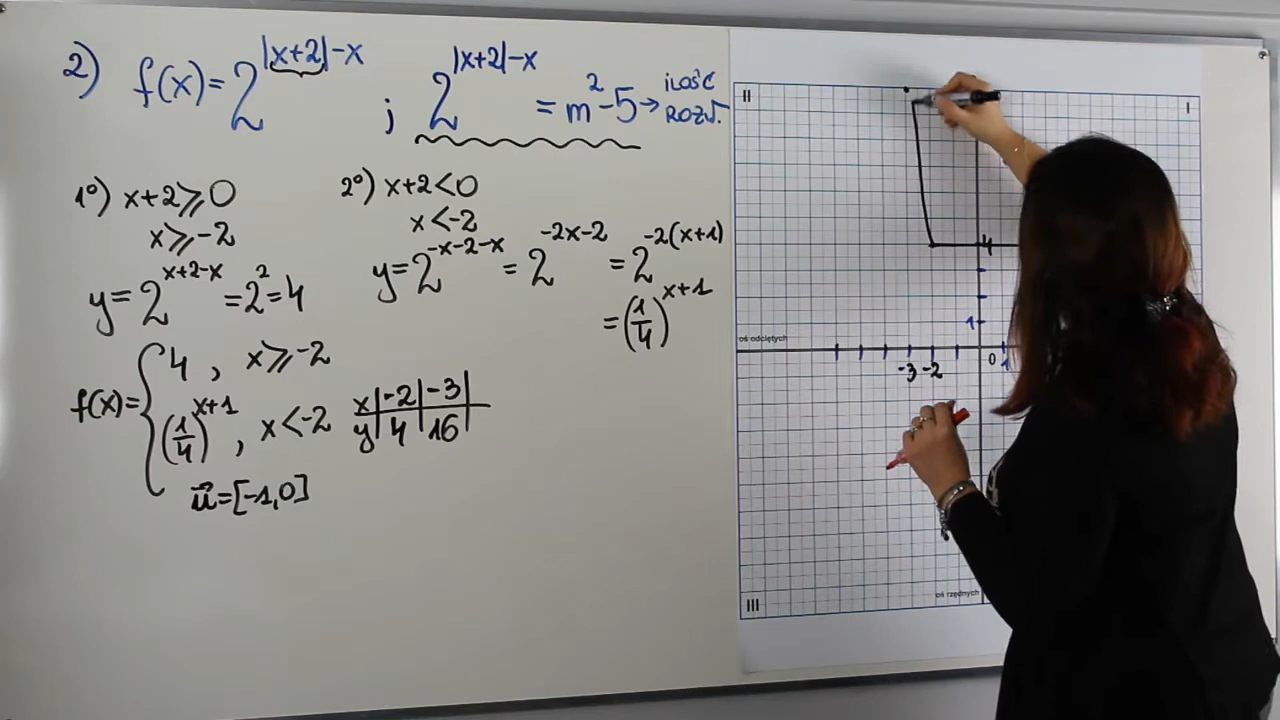 2) f(x)=2^{|x+2|-x} ; 2^{|x+2|-x} = m²-5 → ILOŚĆ ROZW.
1°) x+2⩾0
x⩾-2
y=2^{x+2-x} =2²=4
2°) x+2<0
x<-2
y=2^{-x-2-x} = 2^{-2x-2} = 2^{-2(x+1)}
=(1/4)^{x+1}
f(x)= { 4 , x⩾-2
(1/4)^{x+1} , x<-2
x | -2 | -3 |
y | 4 | 16 |
u⃗=[-1,0]
II I
4
1
oś odciętych
-3 -2 0 1
oś rzędnych
III